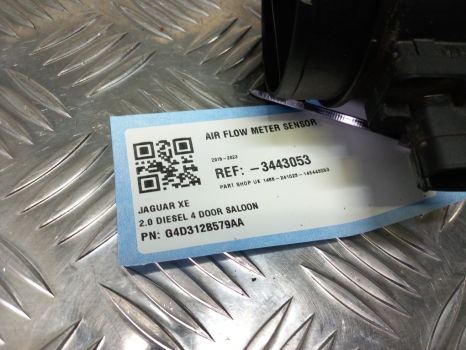 AIR FLOW METER SENSOR
2019-2023
REF: -3443053
PART SHOP UK
JAGUAR XE
2.0 DIESEL 4 DOOR SALOON
PN: G4D312B579AA